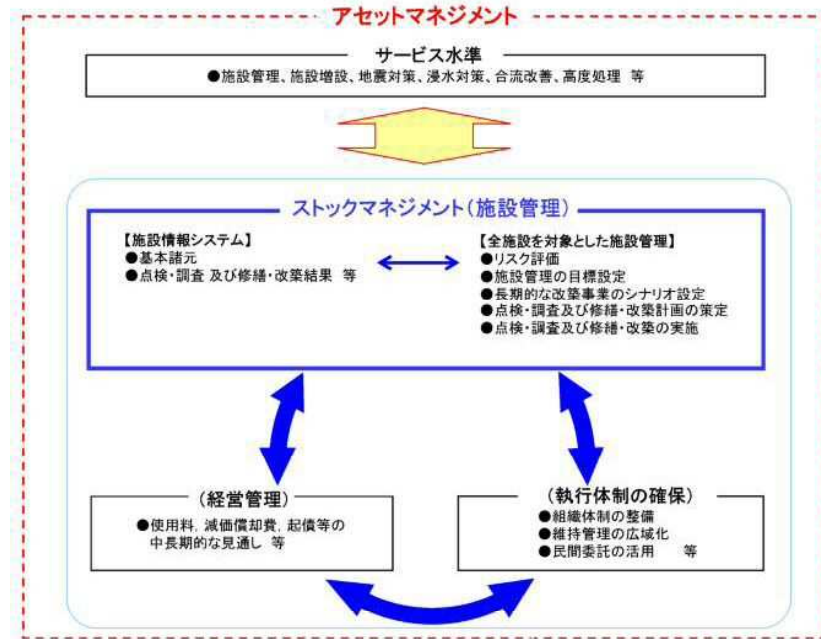 アセットマネジメント
サービス水準
●施設管理、施設増設、地震対策、浸水対策、合流改善、高度処理 等
ストックマネジメント(施設管理)
【施設情報システム】
●基本諸元
●点検・調査 及び修繕・改築結果 等
【全施設を対象とした施設管理】
●リスク評価
●施設管理の目標設定
●長期的な改築事業のシナリオ設定
●点検・調査及び修繕・改築計画の策定
●点検・調査及び修繕・改築の実施
(経営管理)
●使用料, 減価償却費, 起債等の
中長期的な見通し 等
(執行体制の確保)
●組織体制の整備
●維持管理の広域化
●民間委託の活用 等